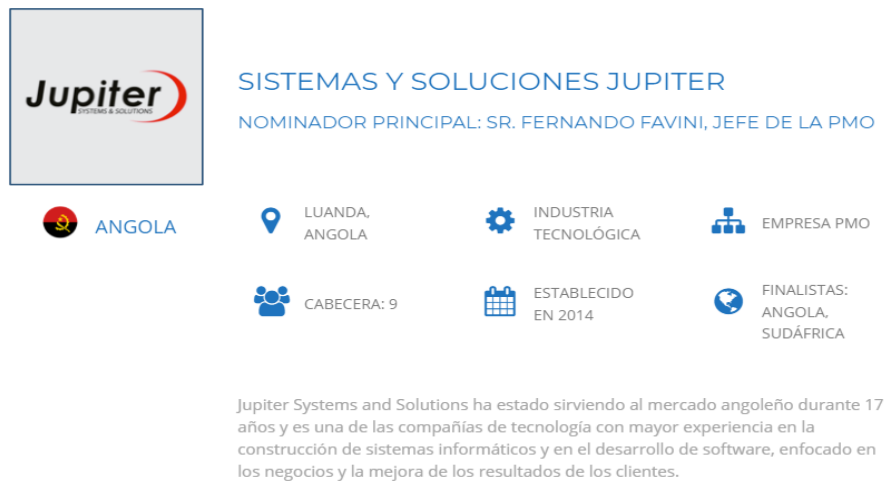 Jupiter
SYSTEMS & SOLUTIONS
SISTEMAS Y SOLUCIONES JUPITER
NOMINADOR PRINCIPAL: SR. FERNANDO FAVINI, JEFE DE LA PMO
ANGOLA
LUANDA,
ANGOLA
INDUSTRIA
TECNOLÓGICA
EMPRESA PMO
CABECERA: 9
ESTABLECIDO
EN 2014
FINALISTAS:
ANGOLA,
SUDÁFRICA
Jupiter Systems and Solutions ha estado sirviendo al mercado angoleño durante 17
años y es una de las compañías de tecnología con mayor experiencia en la
construcción de sistemas informáticos y en el desarrollo de software, enfocado en
los negocios y la mejora de los resultados de los clientes.